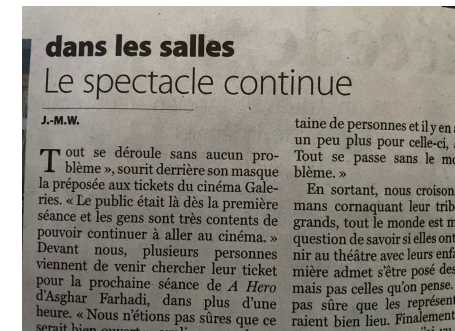 dans les salles
Le spectacle continue
J.-M.W.
Tout se déroule sans aucun pro-
blème », sourit derrière son masque
la préposée aux tickets du cinéma Gale-
ries. « Le public était là dès la première
séance et les gens sont très contents de
pouvoir continuer à aller au cinéma. »
Devant nous, plusieurs personnes
viennent de venir chercher leur ticket
pour la prochaine séance de A Hero
d'Asghar Farhadi, dans plus d'une
heure. « Nous n'étions pas sûres que ce
serait bien
taine de personnes et il y en a
un peu plus pour celle-ci,
Tout se passe sans le mo
blème. »
En sortant, nous croison
mans cornaquant leur trib
grands, tout le monde est m
question de savoir si elles ont
nir au théâtre avec leurs enfa
mière admet s'être posé des
mais pas celles qu'on pense.
pas sûre que les représent
raient bien lieu. Finalement